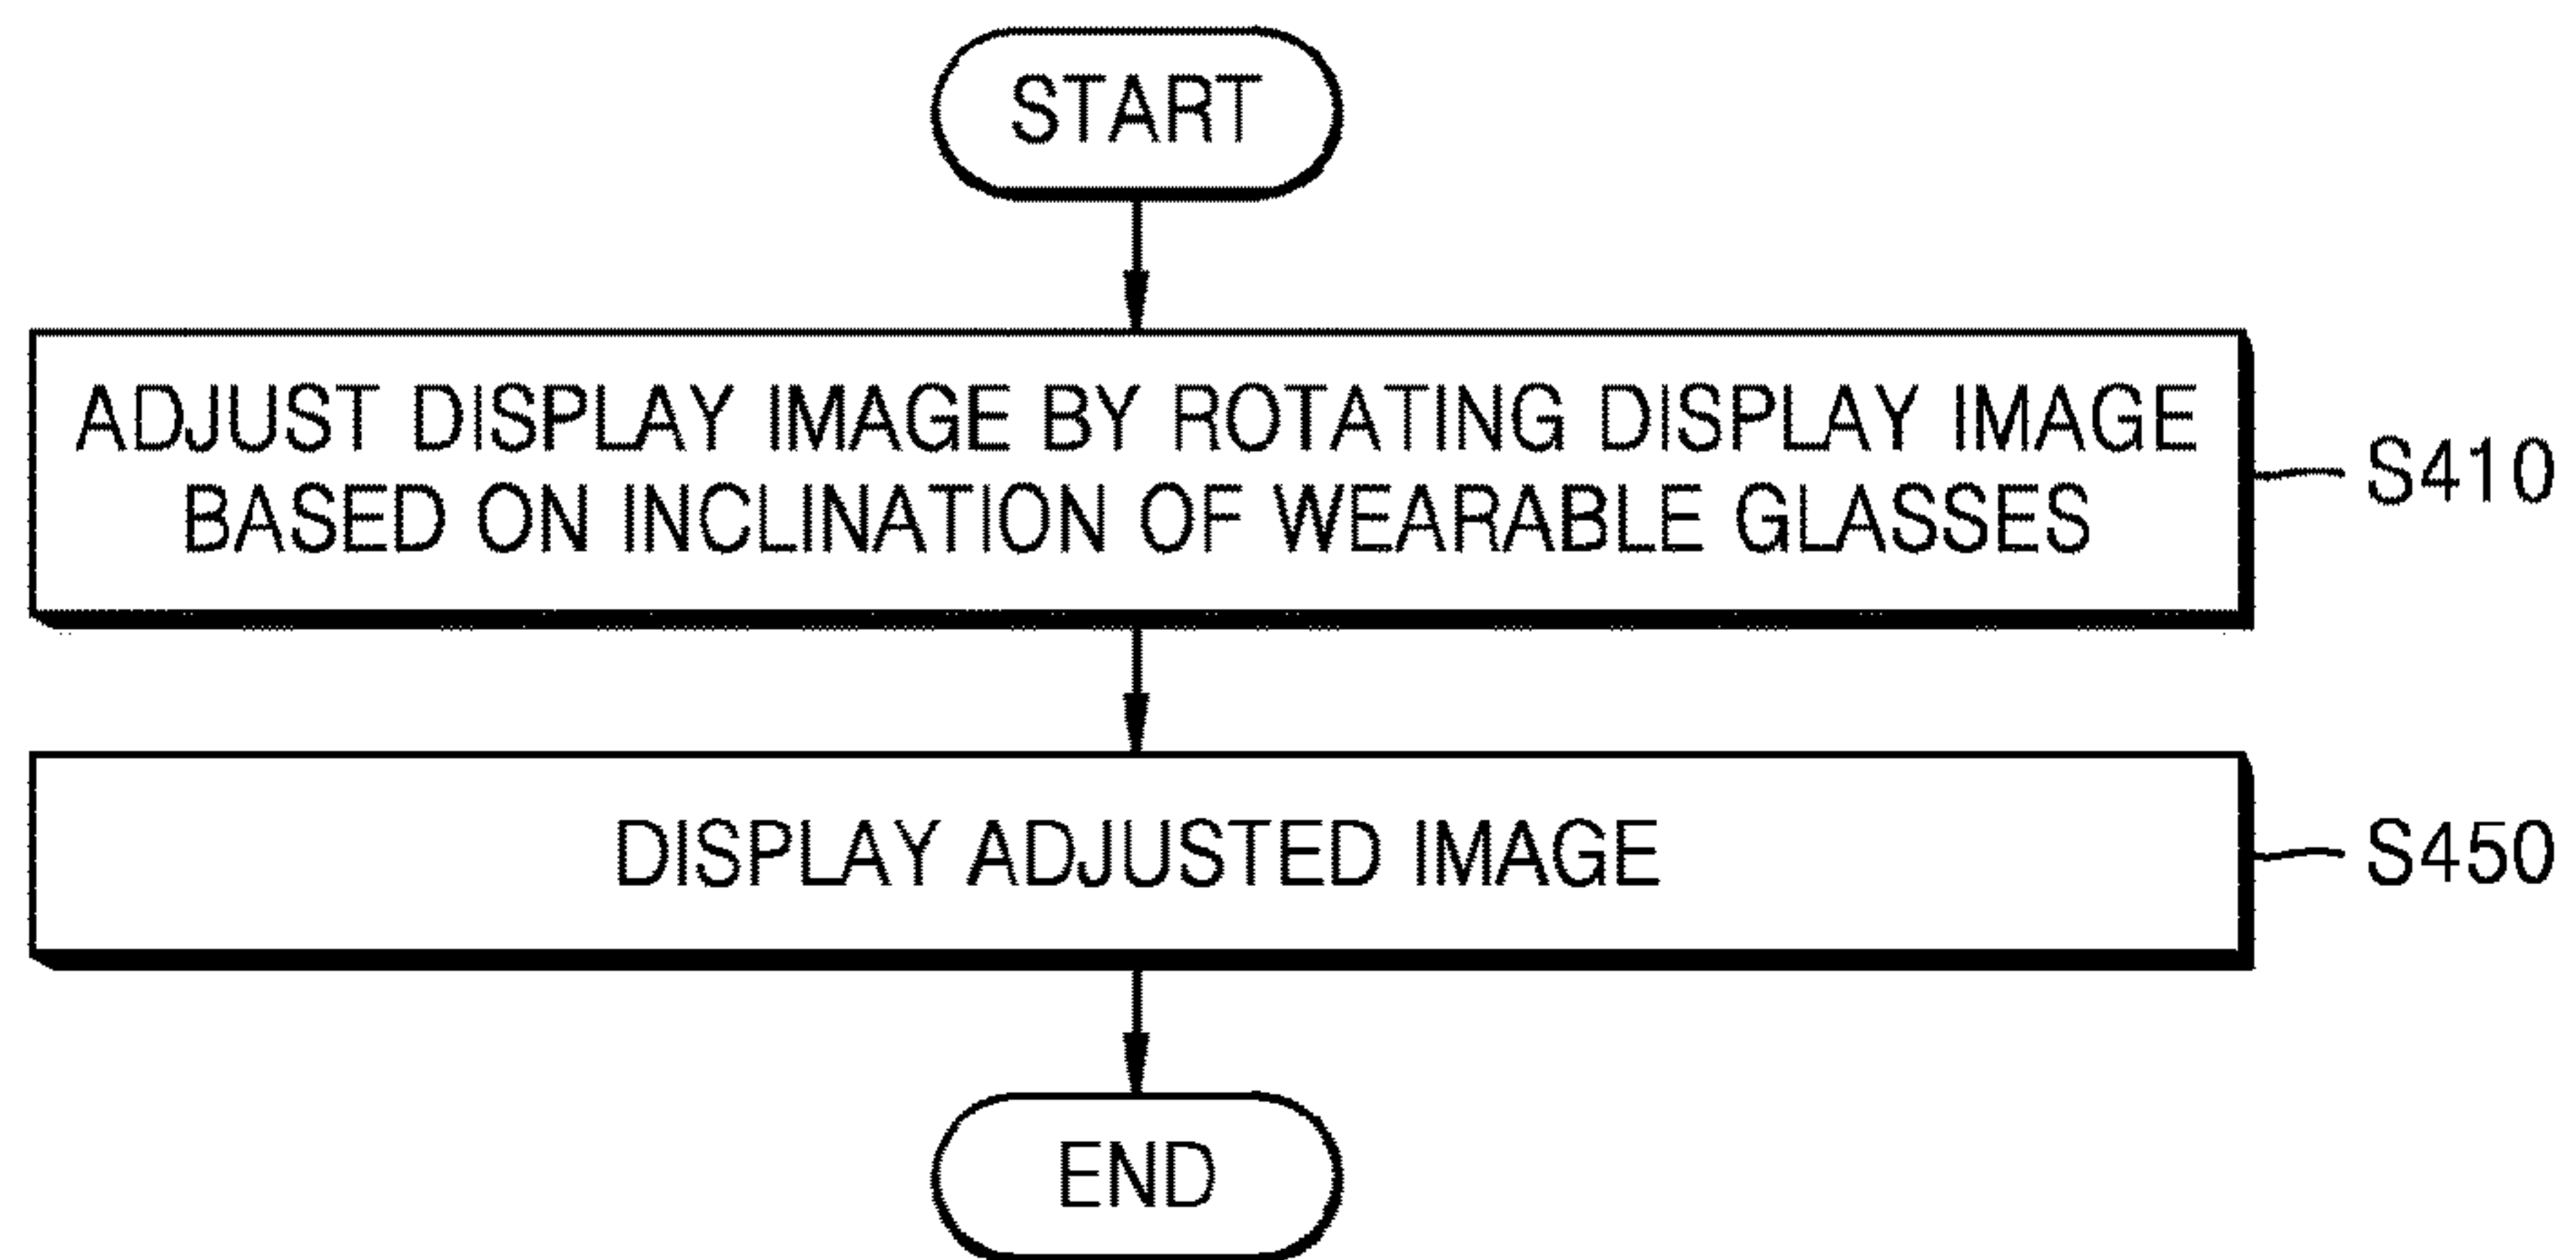 START
ADJUST DISPLAY IMAGE BY ROTATING DISPLAY IMAGE
BASED ON INCLINATION OF WEARABLE GLASSES
S410
DISPLAY ADJUSTED IMAGE
S450
END